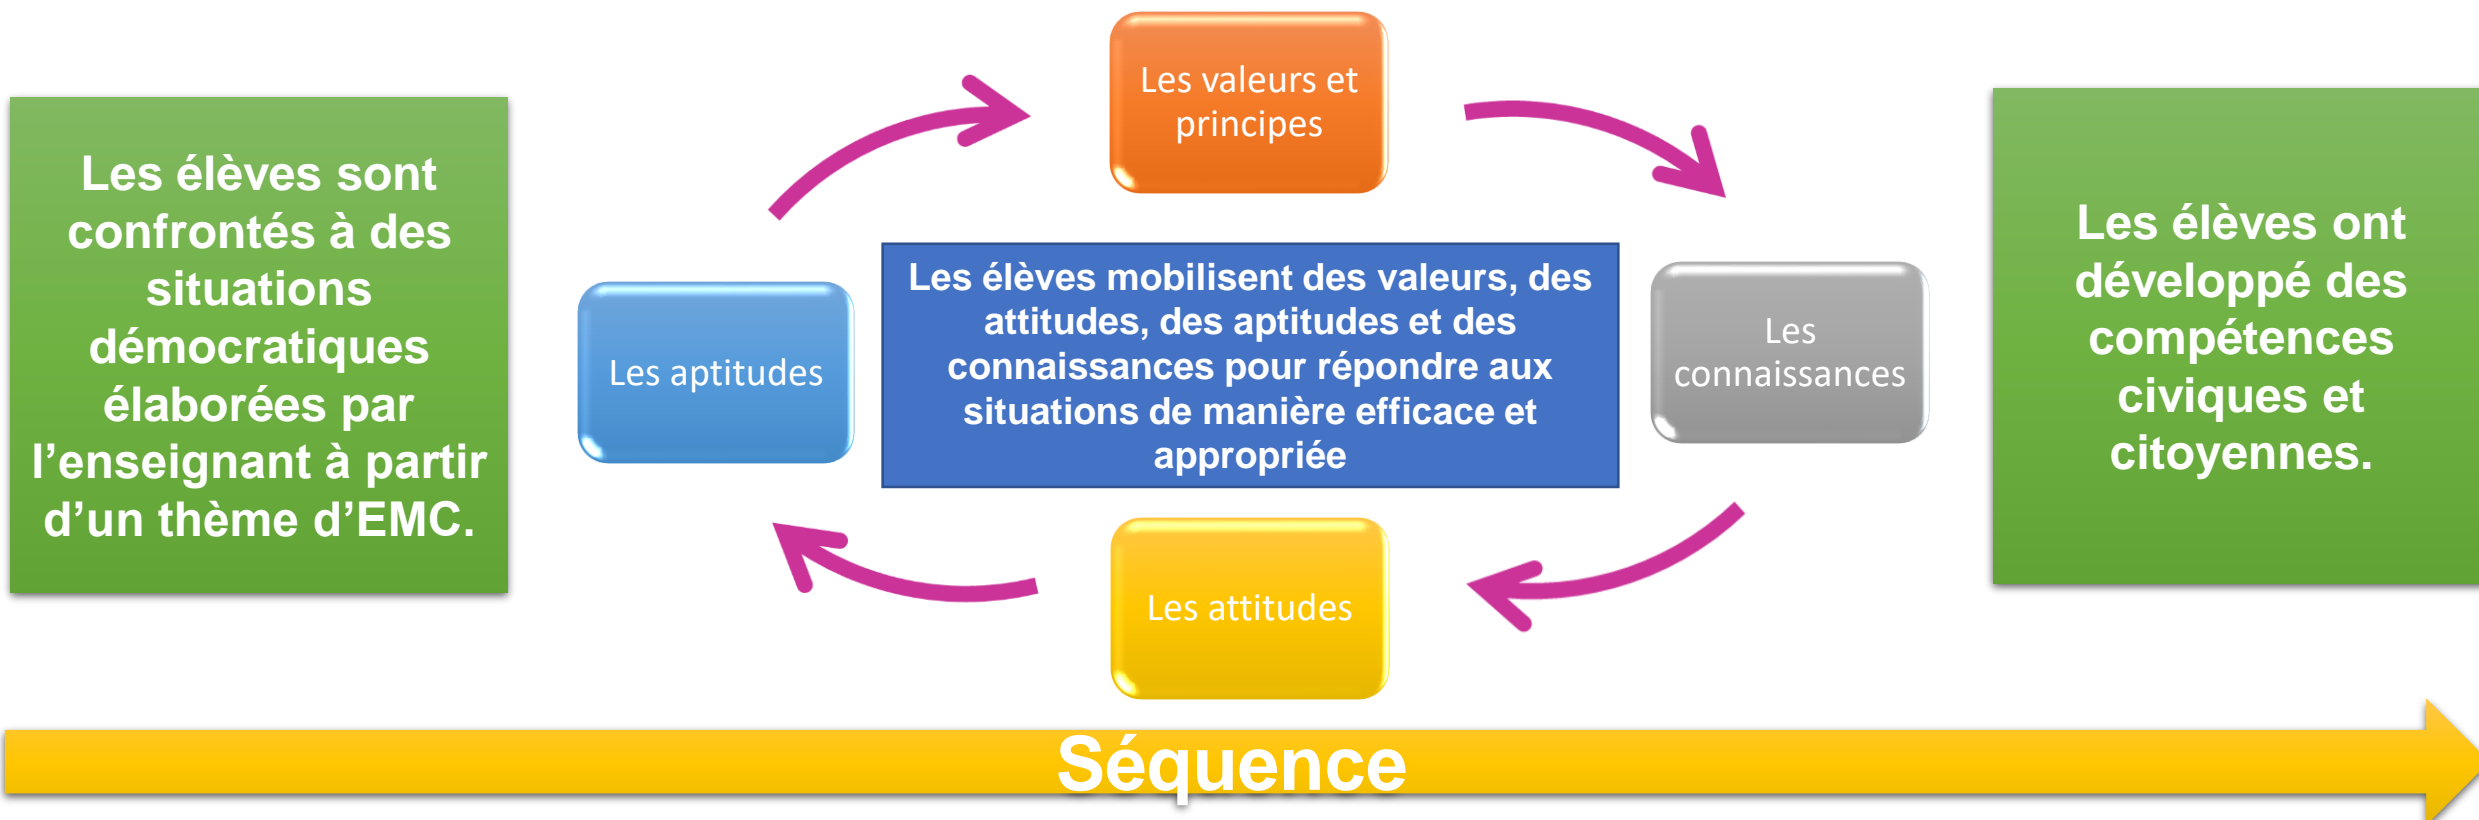 Les élèves sont
confrontés à des
situations
démocratiques
élaborées par
l’enseignant à partir
d’un thème d’EMC.
Les valeurs et
principes
Les aptitudes
Les élèves mobilisent des valeurs, des
attitudes, des aptitudes et des
connaissances pour répondre aux
situations de manière efficace et
appropriée
Les
connaissances
Les attitudes
Les élèves ont
développé des
compétences
civiques et
citoyennes.
Séquence